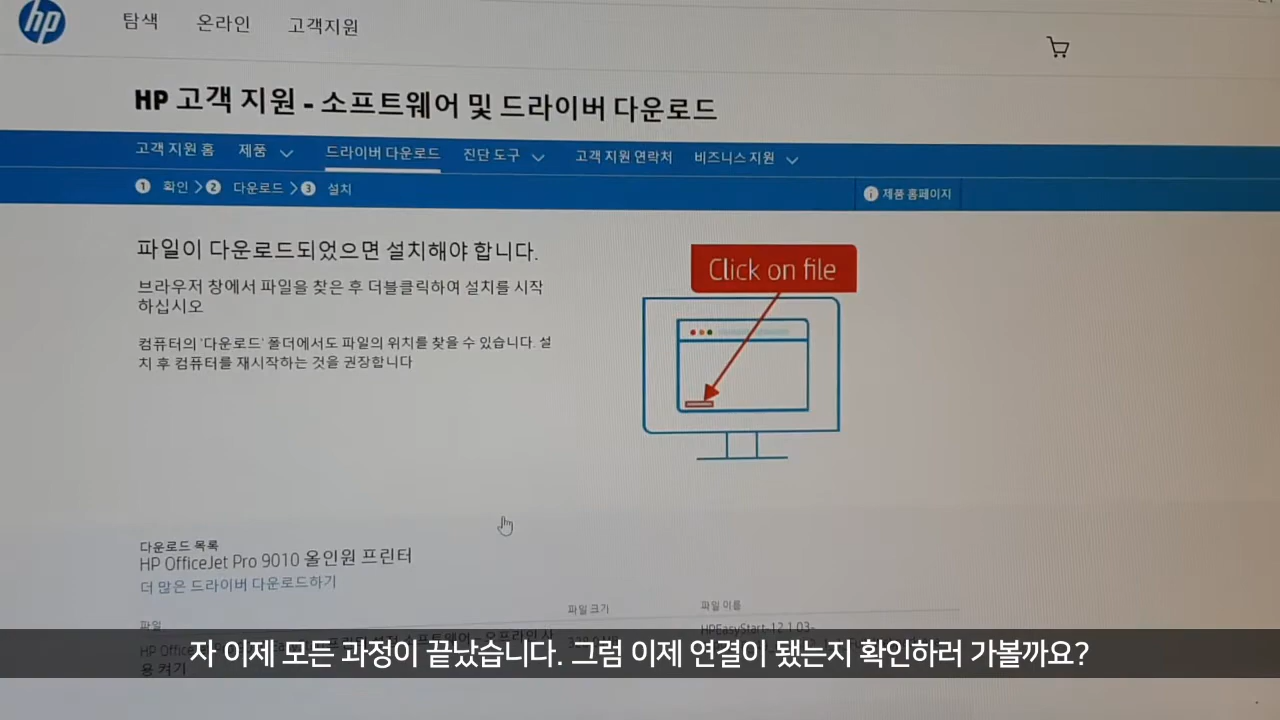 hp
탐색 온라인 고객지원
HP 고객 지원 - 소프트웨어 및 드라이버 다운로드
고객 지원 홈 제품 드라이버 다운로드 진단 도구 고객 지원 연락처 비즈니스 지원
1 확인 2 다운로드 3 설치
i 제품 홈페이지
파일이 다운로드되었으면 설치해야 합니다.
브라우저 창에서 파일을 찾은 후 더블클릭하여 설치를 시작
하십시오
컴퓨터의 '다운로드' 폴더에서도 파일의 위치를 찾을 수 있습니다. 설
치 후 컴퓨터를 재시작하는 것을 권장합니다
Click on file
다운로드 목록
HP OfficeJet Pro 9010 올인원 프린터
더 많은 드라이버 다운로드하기
파일 파일 크기 파일 이름
HPEasyStart-12.1.03-
자 이제 모든 과정이 끝났습니다. 그럼 이제 연결이 됐는지 확인하러 가볼까요?
용 켜기